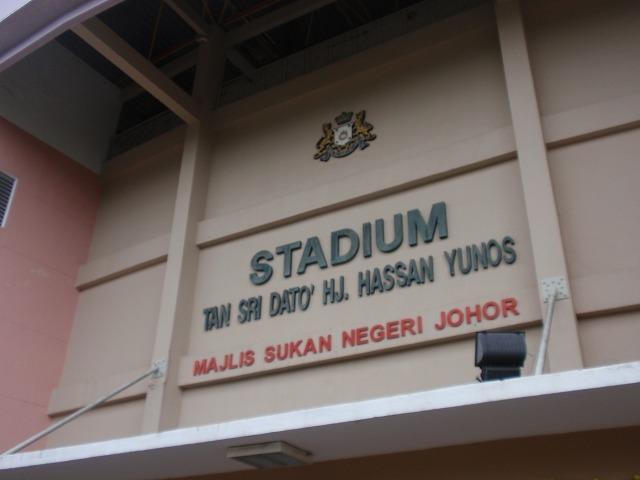 STADIUM
TAN SRI DATO' HJ. HASSAN YUNOS
MAJLIS SUKAN NEGERI JOHOR